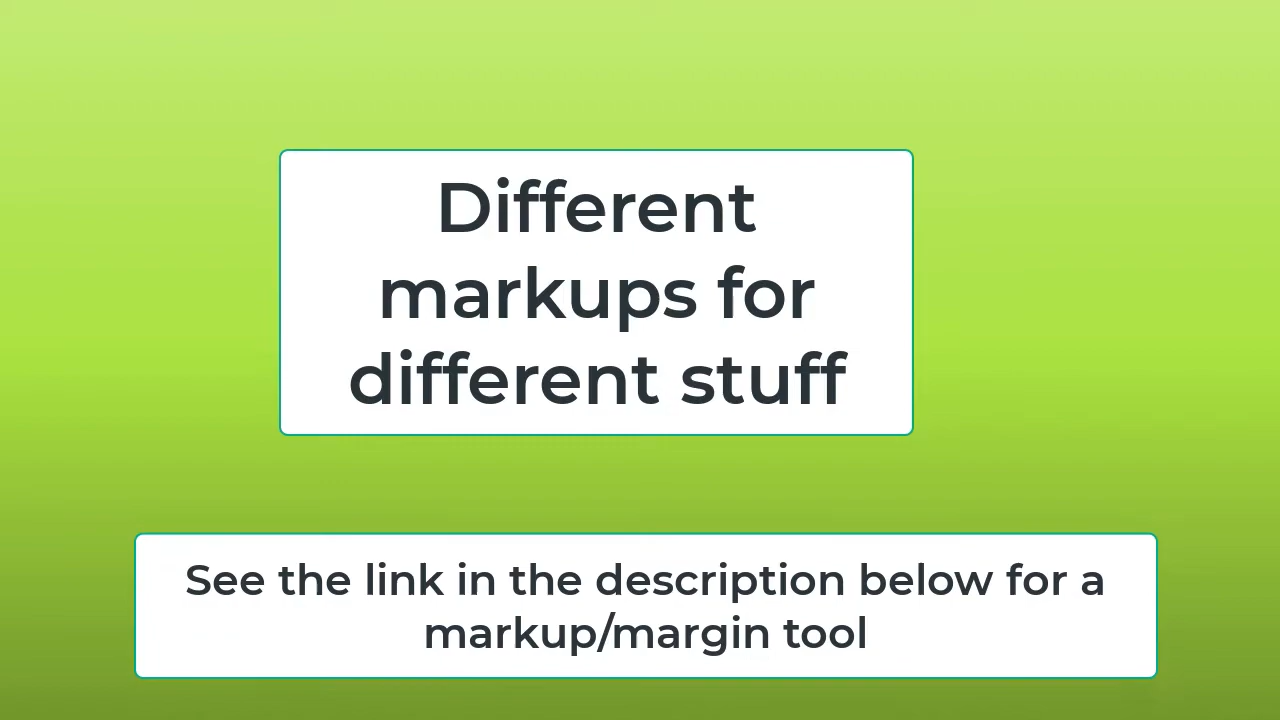 Different
markups for
different stuff
See the link in the description below for a
markup/margin tool